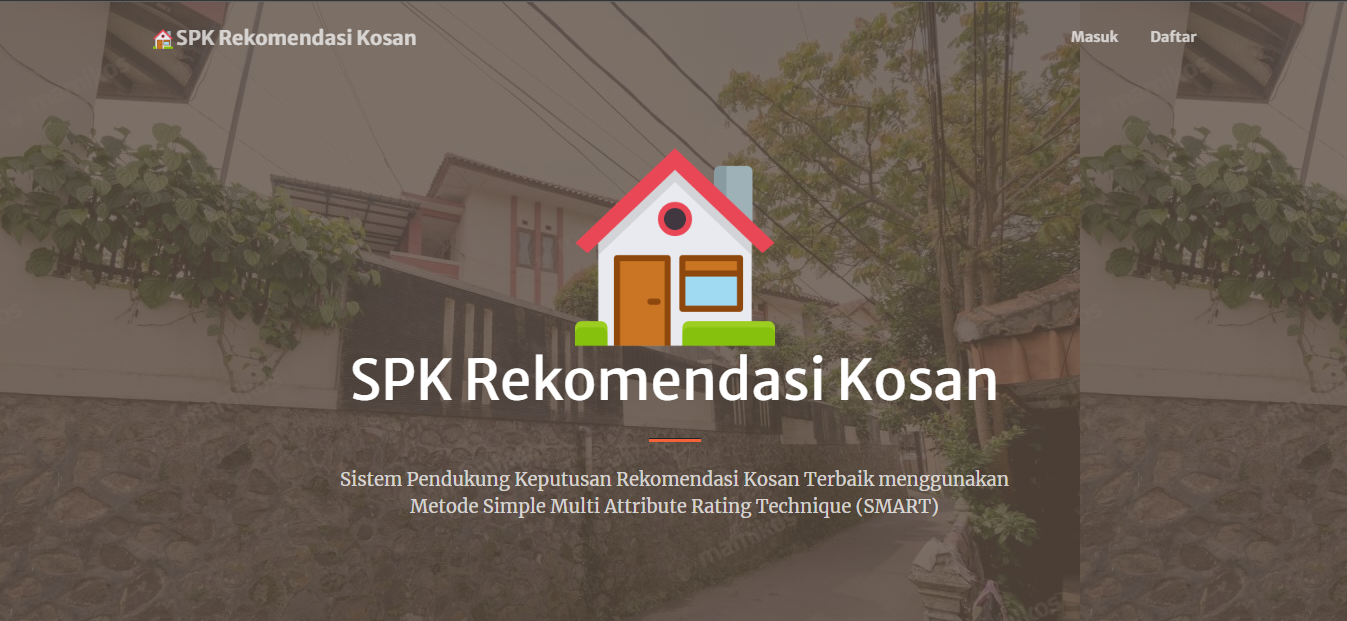 SPK Rekomendasi Kosan
Masuk
Daftar
SPK Rekomendasi Kosan
Sistem Pendukung Keputusan Rekomendasi Kosan Terbaik menggunakan
Metode Simple Multi Attribute Rating Technique (SMART)
mamikos